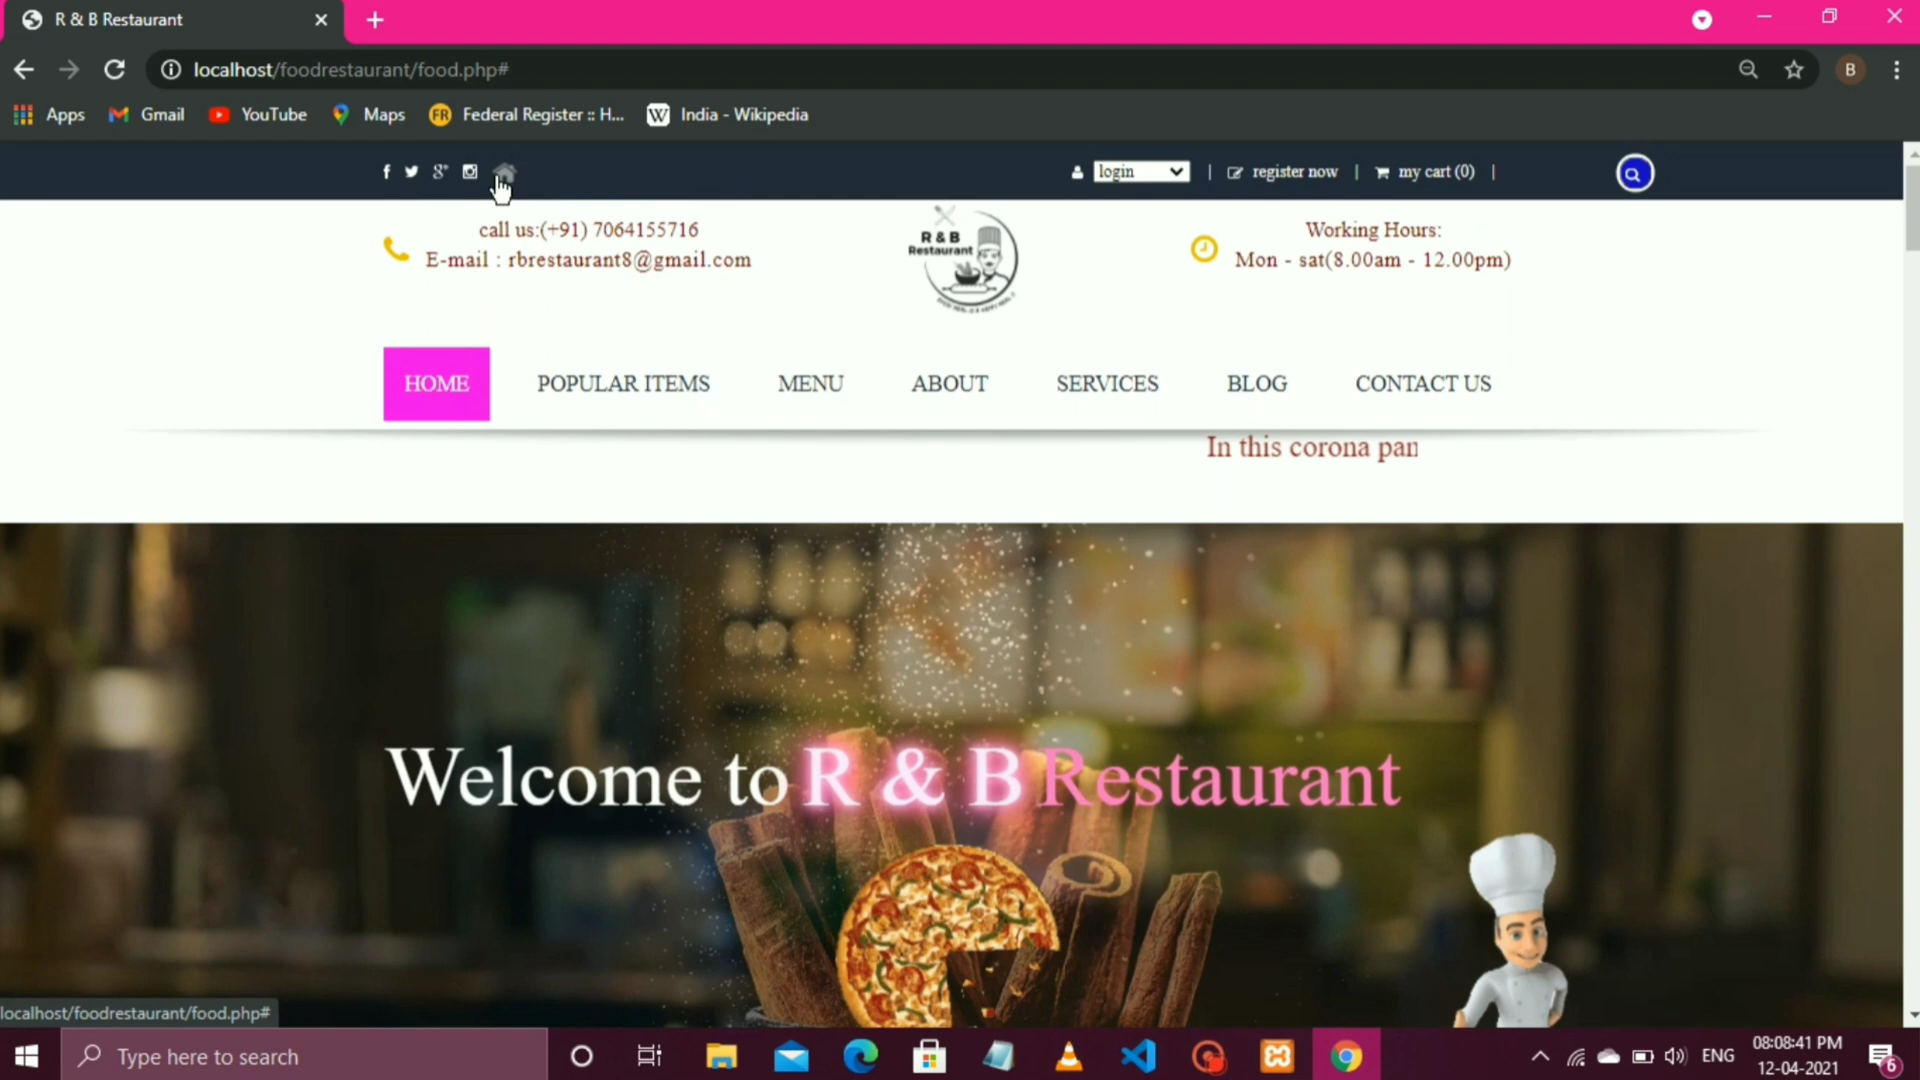 R & B Restaurant
localhost/foodrestaurant/food.php#
B
Apps
Gmail
YouTube
Maps
FR
Federal Register :: H...
W
India - Wikipedia
login
|
register now
|
my cart (0)
|
call us:(+91) 7064155716
E-mail : rbrestaurant8@gmail.com
R & B
Restaurant
Working Hours:
Mon - sat(8.00am - 12.00pm)
HOME
POPULAR ITEMS
MENU
ABOUT
SERVICES
BLOG
CONTACT US
In this corona pan
Welcome to R & B Restaurant
localhost/foodrestaurant/food.php#
Type here to search
ENG
08:08:41 PM
12-04-2021
6